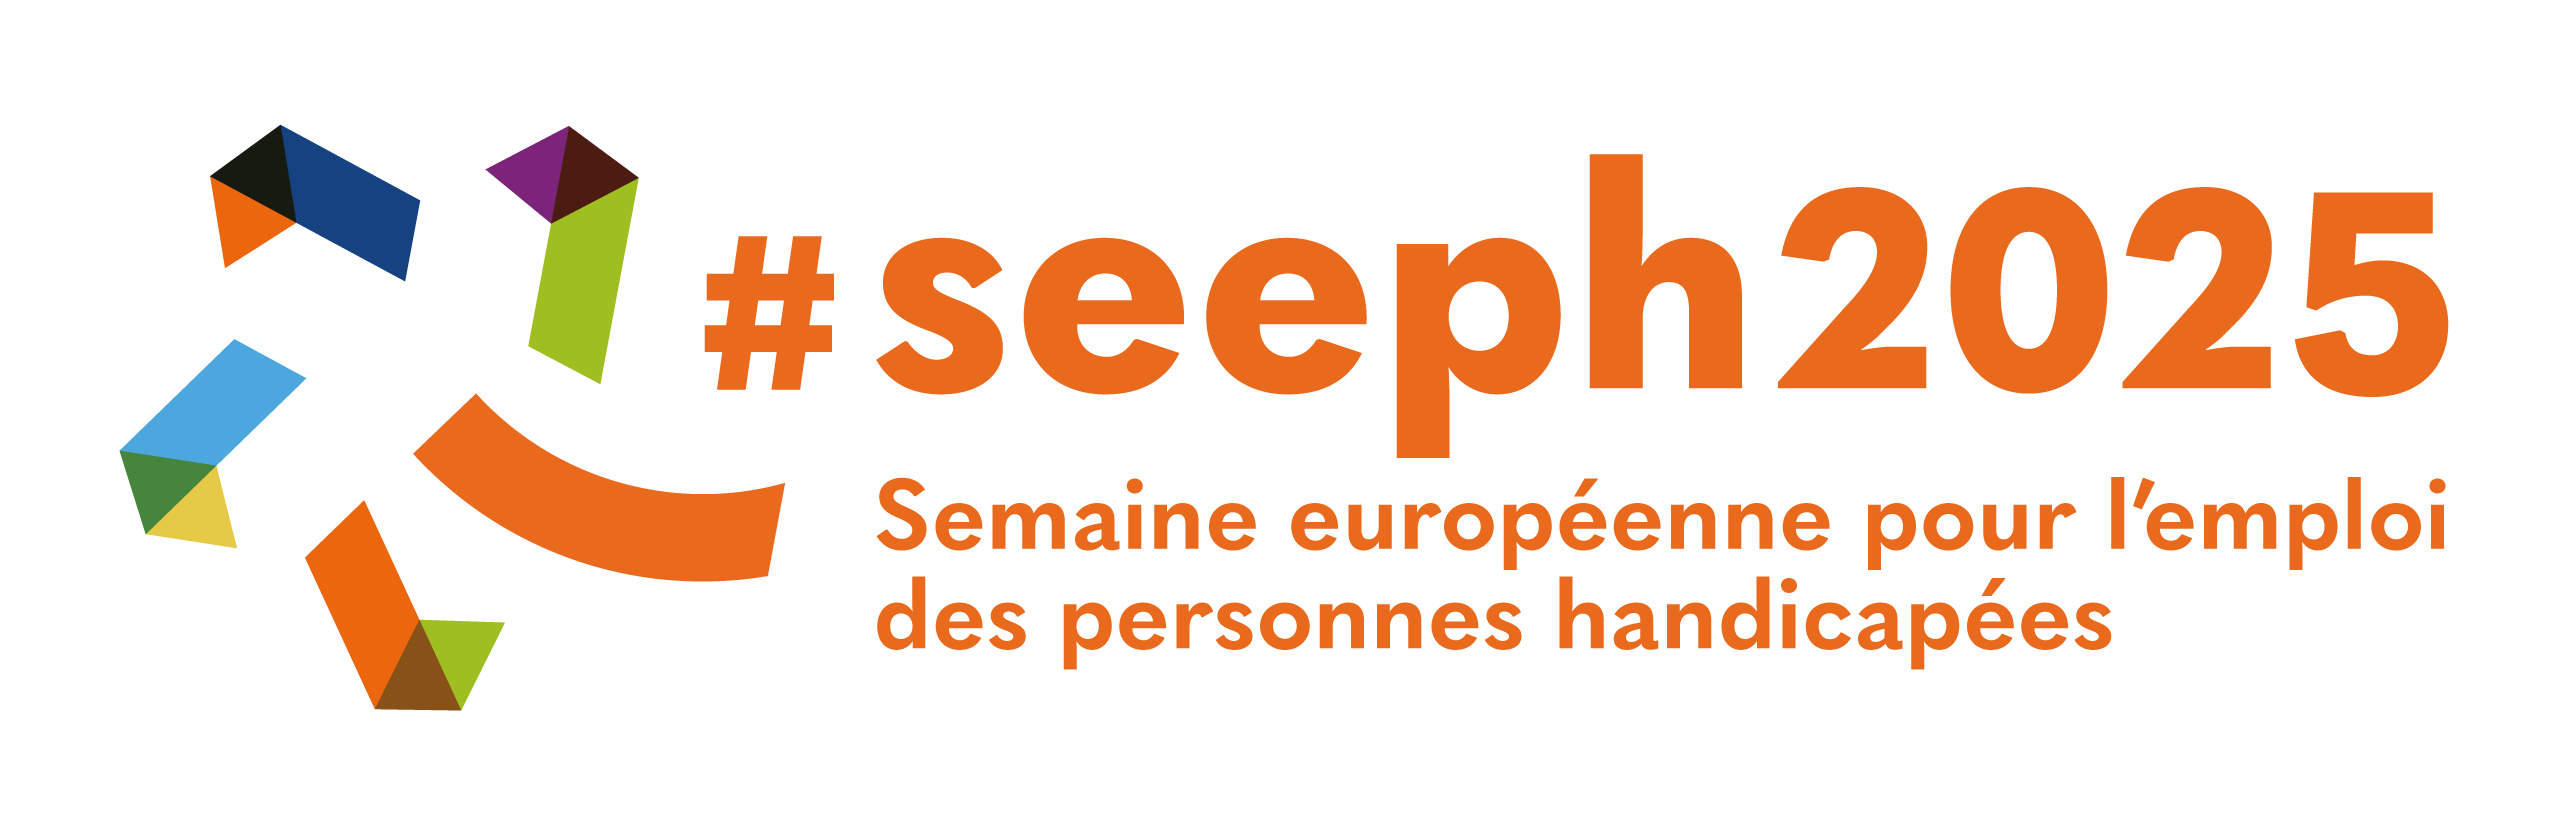 #seeph2025
Semaine européenne pour l'emploi
des personnes handicapées